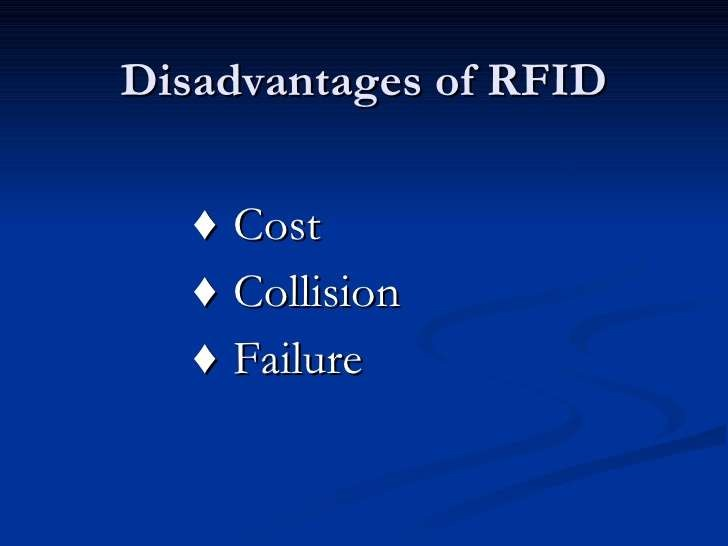 Disadvantages of RFID
♦ Cost
♦ Collision
♦ Failure